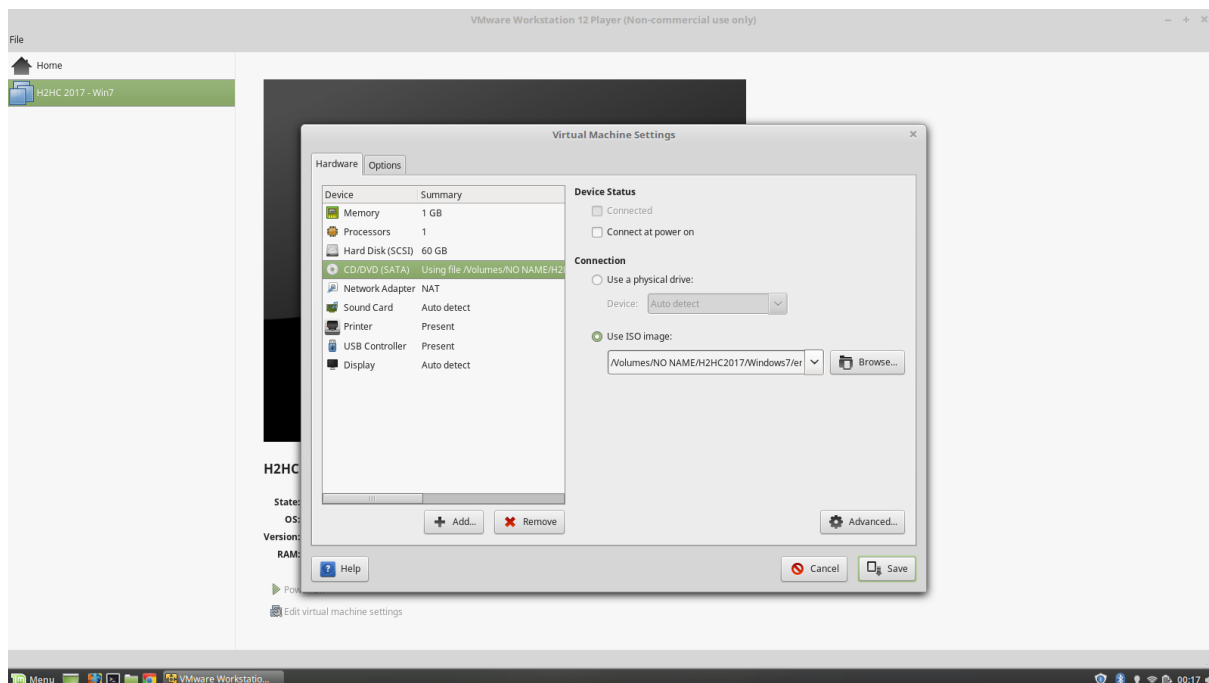 VMware Workstation 12 Player (Non-commercial use only)
File
Home
H2HC 2017 - Win7
Virtual Machine Settings
Hardware Options
Device Summary
Memory 1 GB
Processors 1
Hard Disk (SCSI) 60 GB
CD/DVD (SATA) Using file /Volumes/NO NAME/H2
Network Adapter NAT
Sound Card Auto detect
Printer Present
USB Controller Present
Display Auto detect
Add... Remove
Device Status
Connected
Connect at power on
Connection
Use a physical drive:
Device: Auto detect
Use ISO image:
/Volumes/NO NAME/H2HC2017/Windows7/er Browse...
Advanced...
Help Cancel Save
H2HC
State:
OS:
Version:
RAM:
Pow
Edit virtual machine settings
Menu VMware Workstatio... 00:17